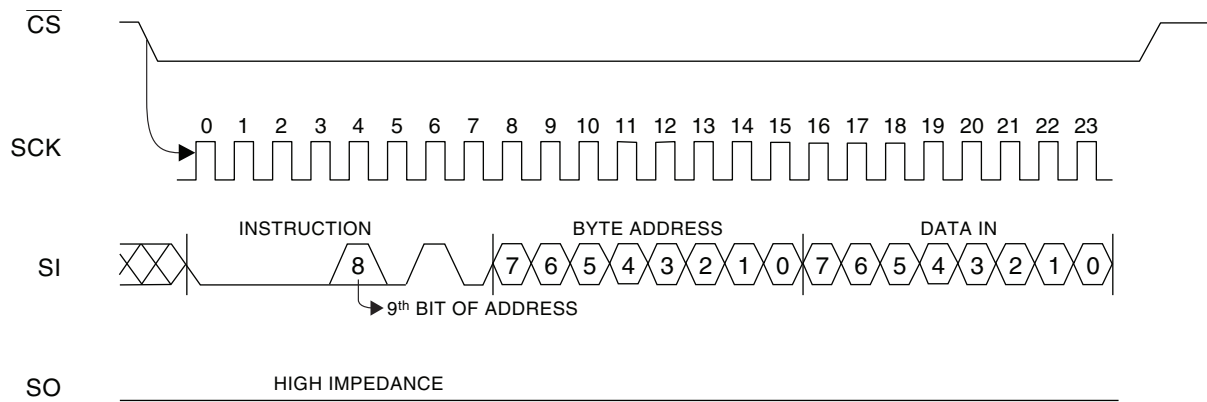 CS
0 1 2 3 4 5 6 7 8 9 10 11 12 13 14 15 16 17 18 19 20 21 22 23
SCK
INSTRUCTION BYTE ADDRESS DATA IN
SI 8 7 6 5 4 3 2 1 0 7 6 5 4 3 2 1 0
9th BIT OF ADDRESS
HIGH IMPEDANCE
SO